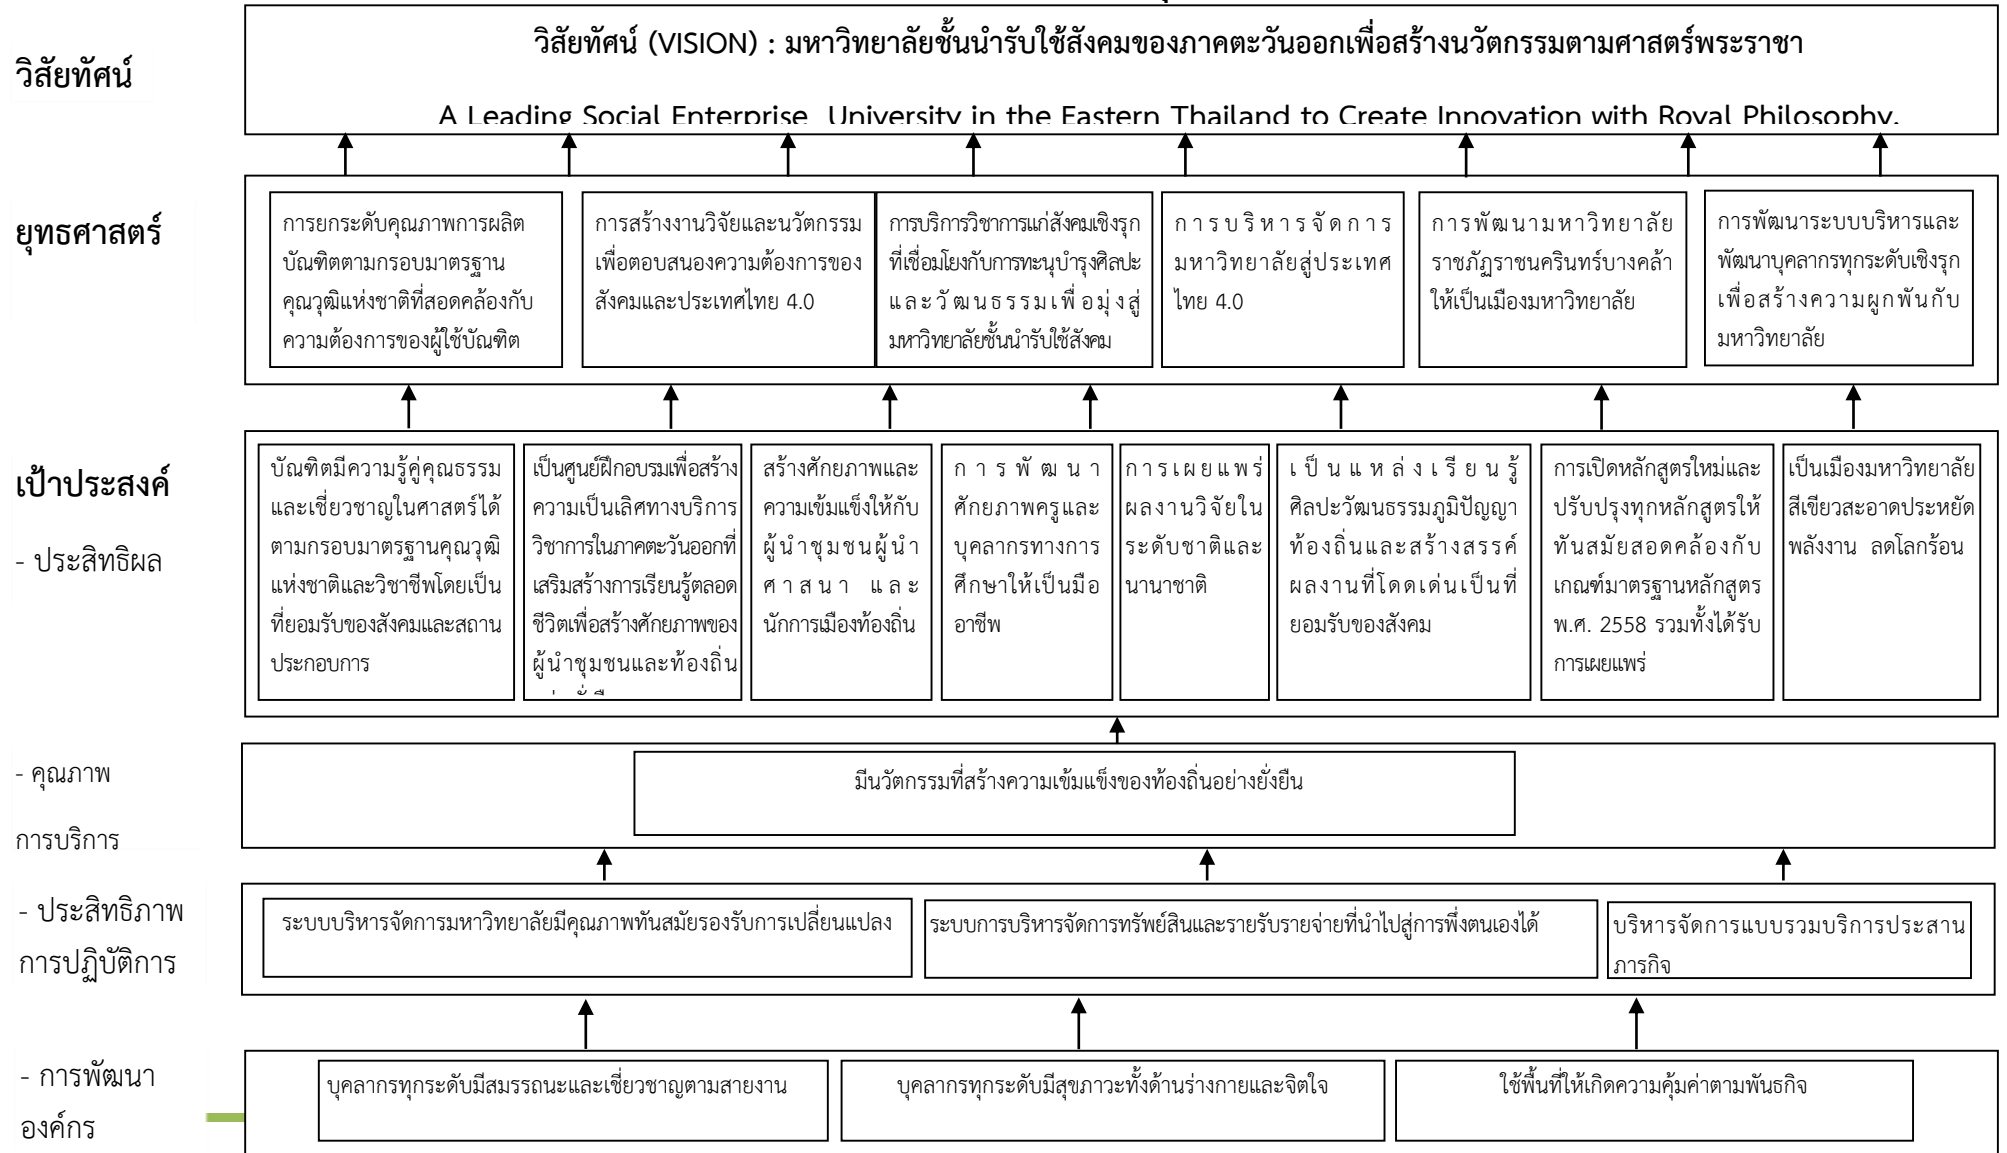 วิสัยทัศน์
วิสัยทัศน์ (VISION) : มหาวิทยาลัยชั้นนำรับใช้สังคมของภาคตะวันออกเพื่อสร้างนวัตกรรมตามศาสตร์พระราชา
A Leading Social Enterprise University in the Eastern Thailand to Create Innovation with Royal Philosophy.
ยุทธศาสตร์
การยกระดับคุณภาพการผลิต
บัณฑิตตามกรอบมาตรฐาน
คุณวุฒิแห่งชาติที่สอดคล้องกับ
ความต้องการของผู้ใช้บัณฑิต
การสร้างงานวิจัยและนวัตกรรม
เพื่อตอบสนองความต้องการของ
สังคมและประเทศไทย 4.0
การบริการวิชาการแก่สังคมเชิงรุก
ที่เชื่อมโยงกับการทะนุบำรุงศิลปะ
และวัฒนธรรมเพื่อมุ่งสู่
มหาวิทยาลัยชั้นนำรับใช้สังคม
การบริหารจัดการ
มหาวิทยาลัยสู่ประเทศ
ไทย 4.0
การพัฒนามหาวิทยาลัย
ราชภัฏราชนครินทร์บางคล้า
ให้เป็นเมืองมหาวิทยาลัย
การพัฒนาระบบบริหารและ
พัฒนาบุคลากรทุกระดับเชิงรุก
เพื่อสร้างความผูกพันกับ
มหาวิทยาลัย
เป้าประสงค์
- ประสิทธิผล
บัณฑิตมีความรู้คู่คุณธรรม
และเชี่ยวชาญในศาสตร์ได้
ตามกรอบมาตรฐานคุณวุฒิ
แห่งชาติและวิชาชีพโดยเป็น
ที่ยอมรับของสังคมและสถาน
ประกอบการ
เป็นศูนย์ฝึกอบรมเพื่อสร้าง
ความเป็นเลิศทางบริการ
วิชาการในภาคตะวันออกที่
เสริมสร้างการเรียนรู้ตลอด
ชีวิตเพื่อสร้างศักยภาพของ
ผู้นำชุมชนและท้องถิ่น
สร้างศักยภาพและ
ความเข้มแข็งให้กับ
ผู้นำชุมชนผู้นำ
ศาสนา และ
นักการเมืองท้องถิ่น
การพัฒนา
ศักยภาพครูและ
บุคลากรทางการ
ศึกษาให้เป็นมือ
อาชีพ
การเผยแพร่
ผลงานวิจัยใน
ระดับชาติและ
นานาชาติ
เป็นแหล่งเรียนรู้
ศิลปะวัฒนธรรมภูมิปัญญา
ท้องถิ่นและสร้างสรรค์
ผลงานที่โดดเด่นเป็นที่
ยอมรับของสังคม
การเปิดหลักสูตรใหม่และ
ปรับปรุงทุกหลักสูตรให้
ทันสมัยสอดคล้องกับ
เกณฑ์มาตรฐานหลักสูตร
พ.ศ. 2558 รวมทั้งได้รับ
การเผยแพร่
เป็นเมืองมหาวิทยาลัย
สีเขียวสะอาดประหยัด
พลังงาน ลดโลกร้อน
- คุณภาพ
การบริการ
มีนวัตกรรมที่สร้างความเข้มแข็งของท้องถิ่นอย่างยั่งยืน
- ประสิทธิภาพ
การปฏิบัติการ
ระบบบริหารจัดการมหาวิทยาลัยมีคุณภาพทันสมัยรองรับการเปลี่ยนแปลง
ระบบการบริหารจัดการทรัพย์สินและรายรับรายจ่ายที่นำไปสู่การพึ่งตนเองได้
บริหารจัดการแบบรวมบริการประสาน
ภารกิจ
- การพัฒนา
องค์กร
บุคลากรทุกระดับมีสมรรถนะและเชี่ยวชาญตามสายงาน
บุคลากรทุกระดับมีสุขภาวะทั้งด้านร่างกายและจิตใจ
ใช้พื้นที่ให้เกิดความคุ้มค่าตามพันธกิจ